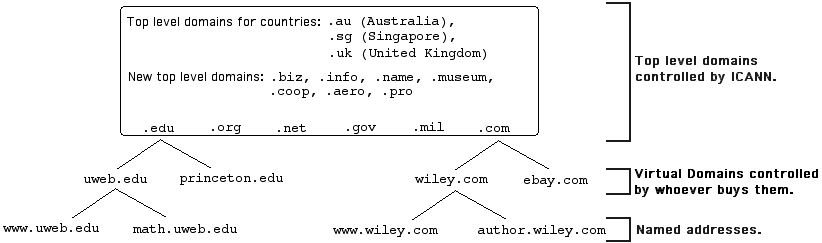 Top level domains for countries: .au (Australia),
.sg (Singapore),
.uk (United Kingdom)
New top level domains: .biz, .info, .name, .museum,
.coop, .aero, .pro
.edu .org .net .gov .mil .com
Top level domains
controlled by ICANN.
uweb.edu princeton.edu wiley.com ebay.com
Virtual Domains controlled
by whoever buys them.
www.uweb.edu math.uweb.edu www.wiley.com author.wiley.com
Named addresses.